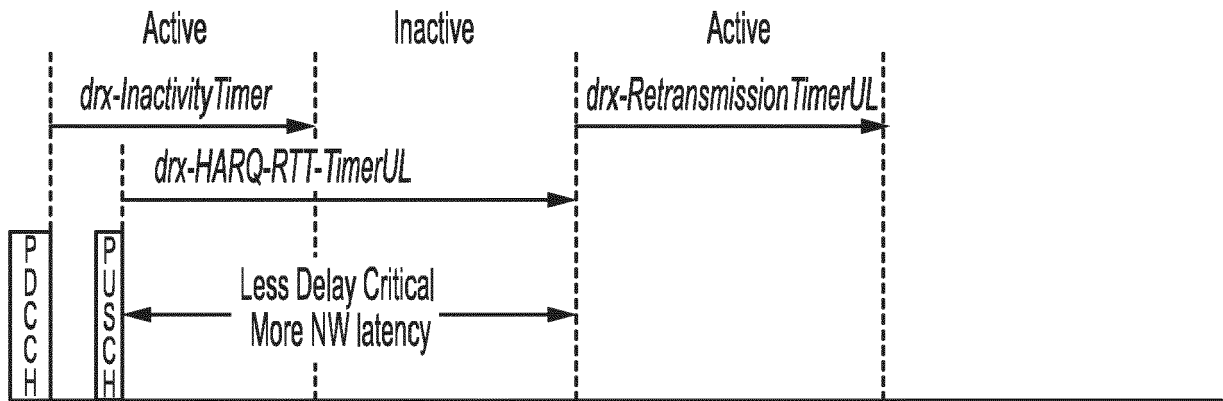 Active Inactive Active
drx-InactivityTimer drx-RetransmissionTimerUL
drx-HARQ-RTT-TimerUL
PDCCH
PUSCH
Less Delay Critical
More NW latency